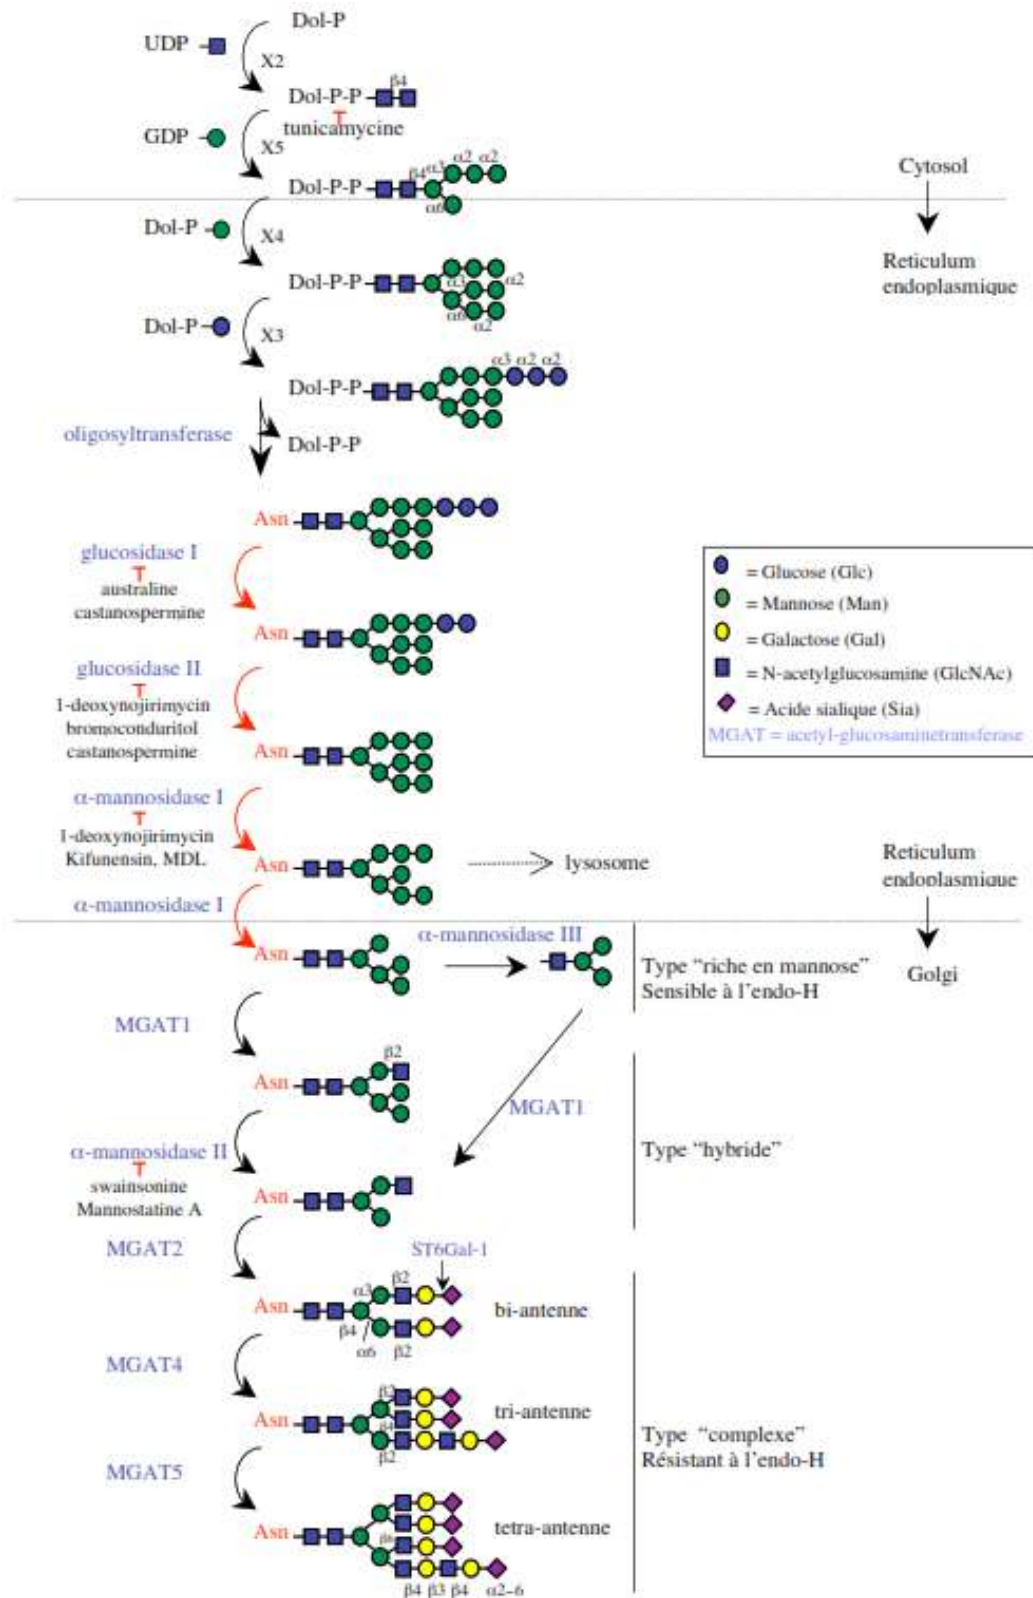 Dol-P
UDP
X2
β4
Dol-P-P
tunicamycine
GDP
X5
α3 α2 α2
β4
Dol-P-P
α6
Cytosol
Dol-P
X4
Reticulum
endoplasmique
Dol-P-P
α3
α2
α6
α2
Dol-P
X3
α3 α2 α2
Dol-P-P
oligosyltransferase
Dol-P-P
Asn
glucosidase I
australine
castanospermine
Asn
glucosidase II
1-deoxynojirimycin
bromoconduritol
castanospermine
Asn
= Glucose (Glc)
= Mannose (Man)
= Galactose (Gal)
= N-acetylglucosamine (GlcNAc)
= Acide sialique (Sia)
MGAT = acetyl-glucosaminetransferase
α-mannosidase I
1-deoxynojirimycin
Kifunensin, MDL
Asn
lysosome
Reticulum
endoplasmique
α-mannosidase I
α-mannosidase III
Asn
Type “riche en mannose”
Sensible à l’endo-H
Golgi
MGAT1
β2
Asn
MGAT1
α-mannosidase II
swainsonine
Mannostatine A
Asn
Type “hybride”
MGAT2
ST6Gal-1
β2
α3
Asn
β4
α6
β2
bi-antenne
MGAT4
β2
Asn
β4
β2
tri-antenne
Type “complexe”
Résistant à l’endo-H
MGAT5
Asn
β6
tetra-antenne
β4 β3 β4 α2-6